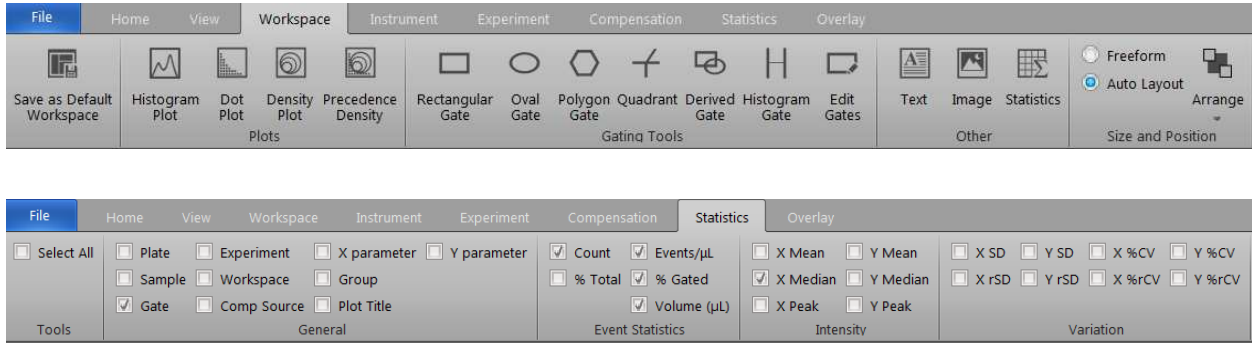 File Home View Workspace Instrument Experiment Compensation Statistics Overlay
Save as Default Workspace
Histogram Plot
Dot Plot
Density Plot
Precedence Density
Plots
Rectangular Gate
Oval Gate
Polygon Gate
Quadrant
Derived Gate
Histogram Gate
Edit Gates
Gating Tools
Text
Image
Statistics
Other
Freeform
Auto Layout
Arrange
Size and Position
File Home View Workspace Instrument Experiment Compensation Statistics Overlay
Select All Plate Experiment X parameter Y parameter Count Events/μL X Mean Y Mean X SD Y SD X %CV Y %CV
Sample Workspace Group % Total % Gated X Median Y Median X rSD Y rSD X %rCV Y %rCV
Gate Comp Source Plot Title Volume (μL) X Peak Y Peak
Tools General Event Statistics Intensity Variation